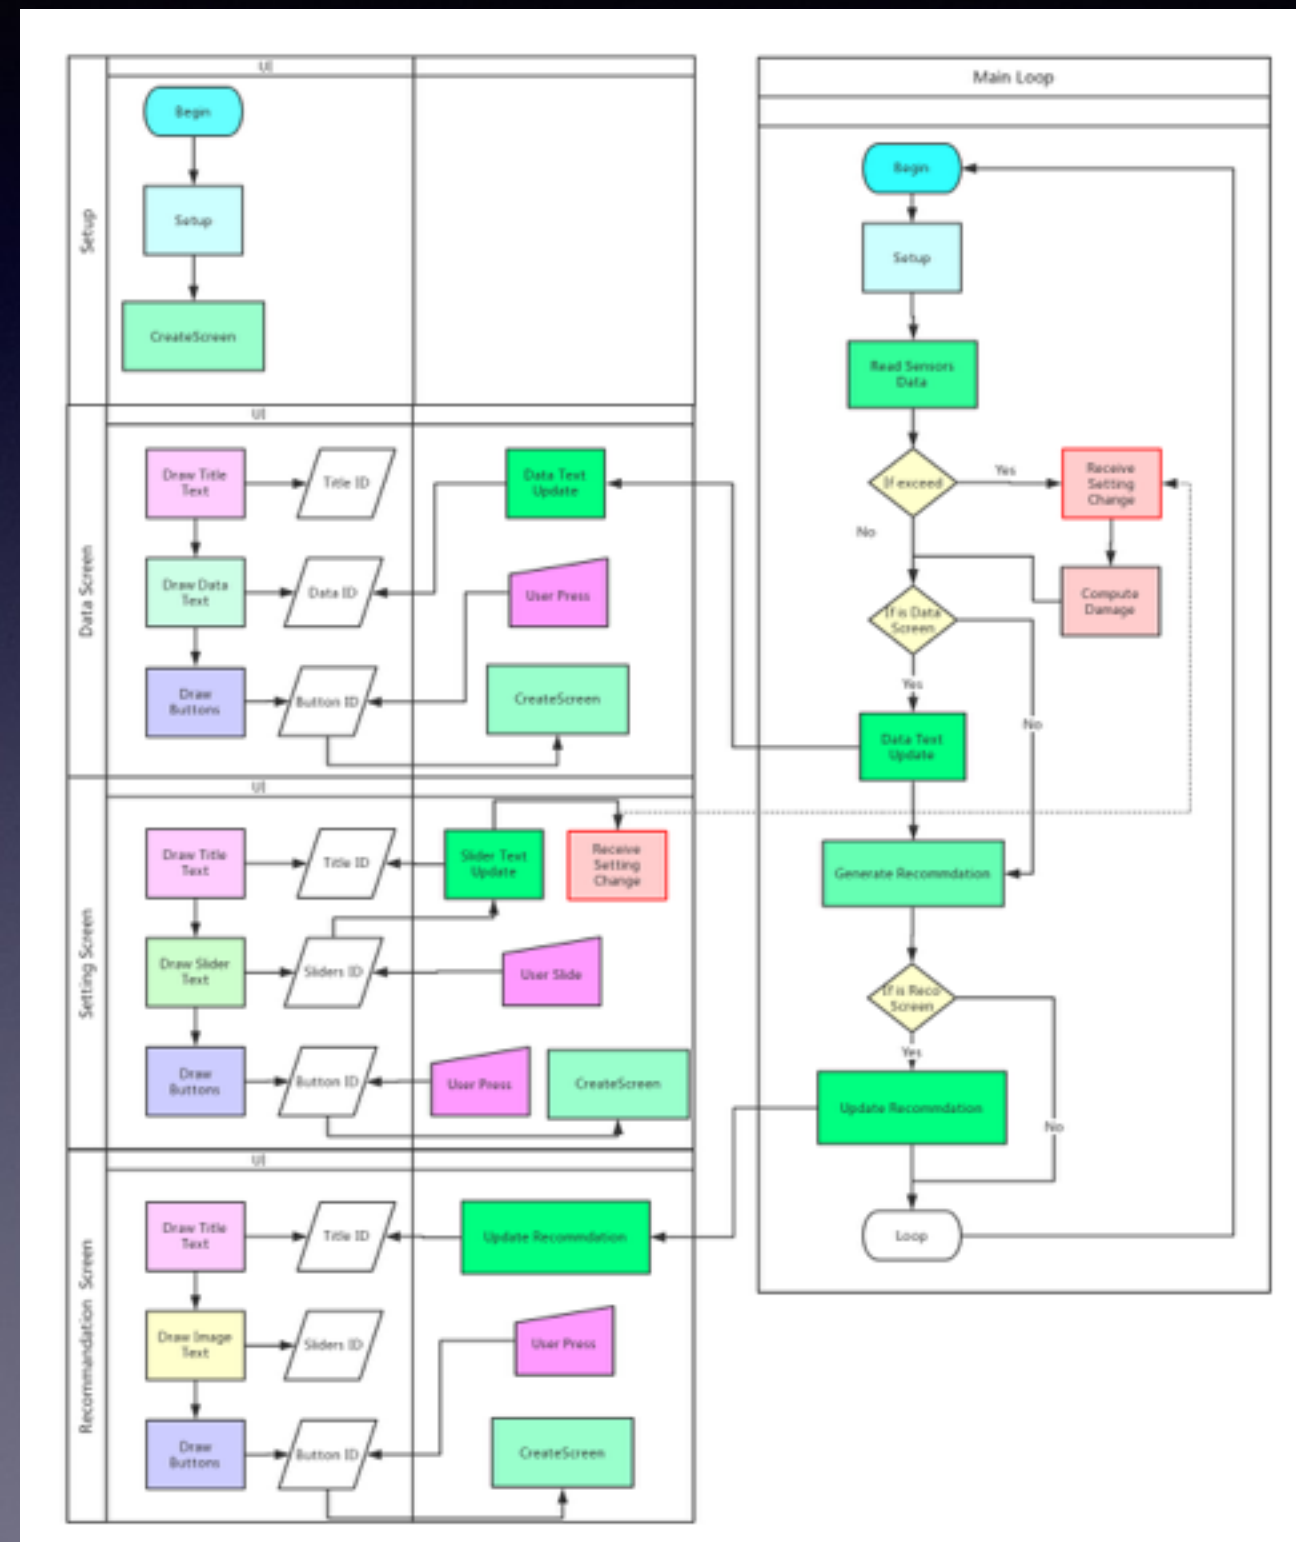 UI
Setup
Begin
Setup
CreateScreen
UI
Data Screen
Draw Title
Text
Title ID
Data Text
Update
Draw Data
Text
Data ID
User Press
Draw
Buttons
Button ID
CreateScreen
UI
Setting Screen
Draw Title
Text
Title ID
Slider Text
Update
Receive
Setting
Change
Draw Slider
Text
Sliders ID
User Slide
Draw
Buttons
Button ID
User Press
CreateScreen
UI
Recommandation Screen
Draw Title
Text
Title ID
Update Recommdation
Draw Image
Text
Sliders ID
User Press
Draw
Buttons
Button ID
CreateScreen
Main Loop
Begin
Setup
Read Sensors
Data
If exceed
Yes
Receive
Setting
Change
No
Compute
Damage
If is Data
Screen
Yes
No
Data Text
Update
Generate Recommdation
If is Reco
Screen
Yes
Update Recommdation
No
Loop